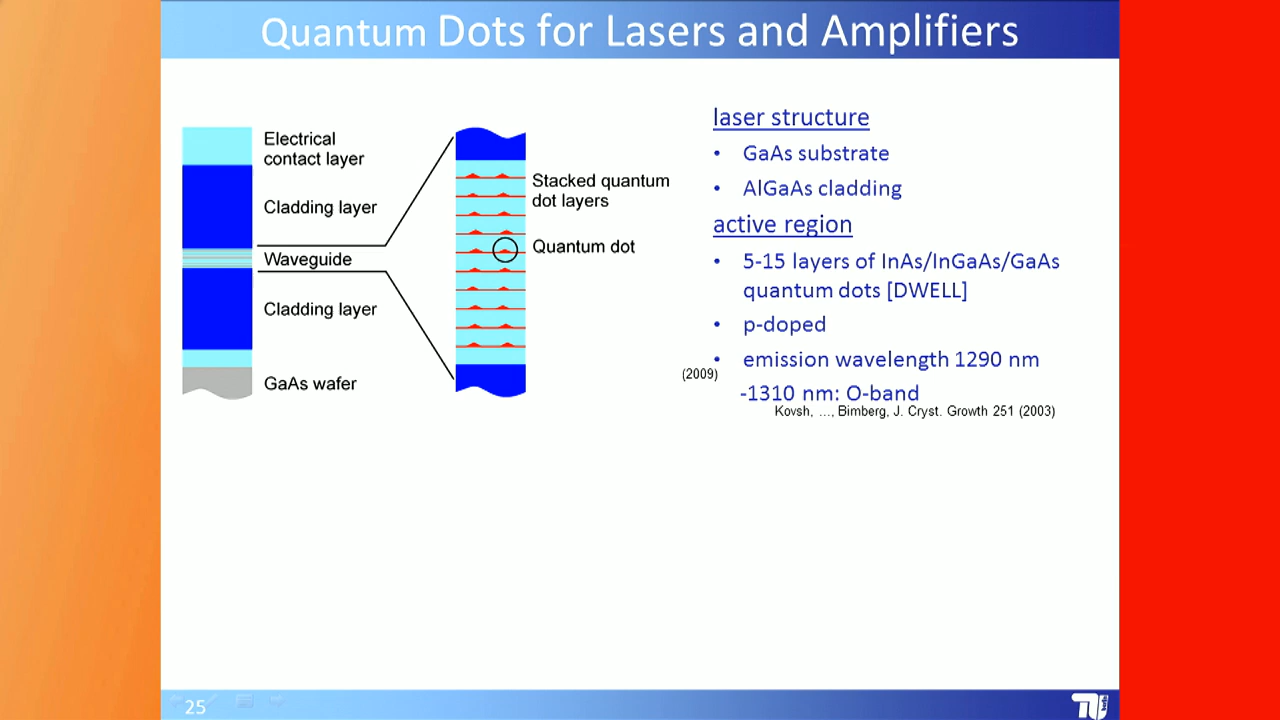 Quantum Dots for Lasers and Amplifiers
Electrical
contact layer
Cladding layer
Waveguide
Cladding layer
GaAs wafer
Stacked quantum
dot layers
Quantum dot
laser structure
• GaAs substrate
• AlGaAs cladding
active region
• 5-15 layers of InAs/InGaAs/GaAs
quantum dots [DWELL]
• p-doped
• emission wavelength 1290 nm
(2009)
-1310 nm: O-band
Kovsh, ..., Bimberg, J. Cryst. Growth 251 (2003)
25